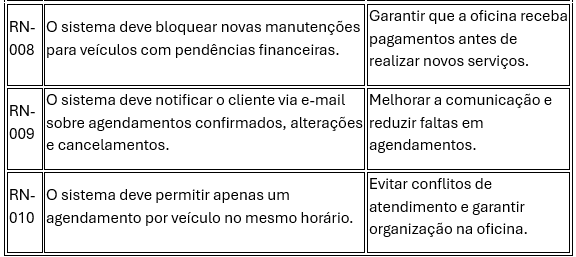 RN-
008
O sistema deve bloquear novas manutenções
para veículos com pendências financeiras.
Garantir que a oficina receba
pagamentos antes de
realizar novos serviços.
RN-
009
O sistema deve notificar o cliente via e-mail
sobre agendamentos confirmados, alterações
e cancelamentos.
Melhorar a comunicação e
reduzir faltas em
agendamentos.
RN-
010
O sistema deve permitir apenas um
agendamento por veículo no mesmo horário.
Evitar conflitos de
atendimento e garantir
organização na oficina.